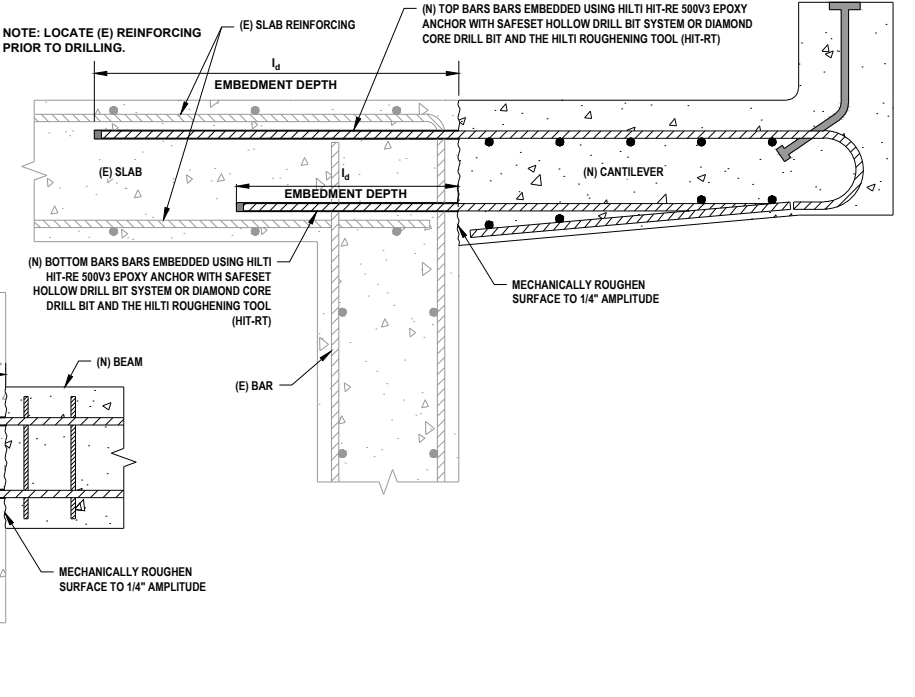 NOTE: LOCATE (E) REINFORCING
PRIOR TO DRILLING.
(E) SLAB REINFORCING
(N) TOP BARS BARS EMBEDDED USING HILTI HIT-RE 500V3 EPOXY
ANCHOR WITH SAFESET HOLLOW DRILL BIT SYSTEM OR DIAMOND
CORE DRILL BIT AND THE HILTI ROUGHENING TOOL (HIT-RT)
ld
EMBEDMENT DEPTH
(E) SLAB
ld
EMBEDMENT DEPTH
(N) CANTILEVER
(N) BOTTOM BARS BARS EMBEDDED USING HILTI
HIT-RE 500V3 EPOXY ANCHOR WITH SAFESET
HOLLOW DRILL BIT SYSTEM OR DIAMOND CORE
DRILL BIT AND THE HILTI ROUGHENING TOOL
(HIT-RT)
MECHANICALLY ROUGHEN
SURFACE TO 1/4" AMPLITUDE
(N) BEAM
(E) BAR
MECHANICALLY ROUGHEN
SURFACE TO 1/4" AMPLITUDE